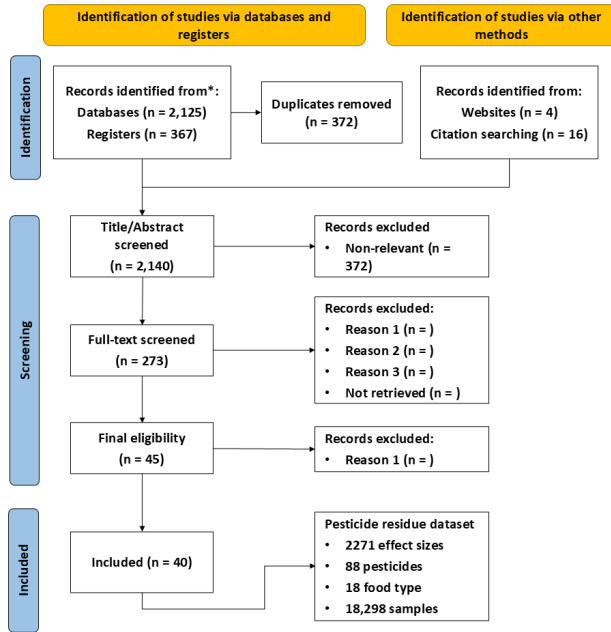 Identification of studies via databases and
registers
Identification of studies via other
methods
Identification
Records identified from*:
Databases (n = 2,125)
Registers (n = 367)
Duplicates removed
(n = 372)
Records identified from:
Websites (n = 4)
Citation searching (n = 16)
Screening
Title/Abstract
screened
(n = 2,140)
Records excluded
• Non-relevant (n =
372)
Full-text screened
(n = 273)
Records excluded:
• Reason 1 (n = )
• Reason 2 (n = )
• Reason 3 (n = )
• Not retrieved (n = )
Final eligibility
(n = 45)
Records excluded:
• Reason 1 (n = )
Included
Included (n = 40)
Pesticide residue dataset
• 2271 effect sizes
• 88 pesticides
• 18 food type
• 18,298 samples